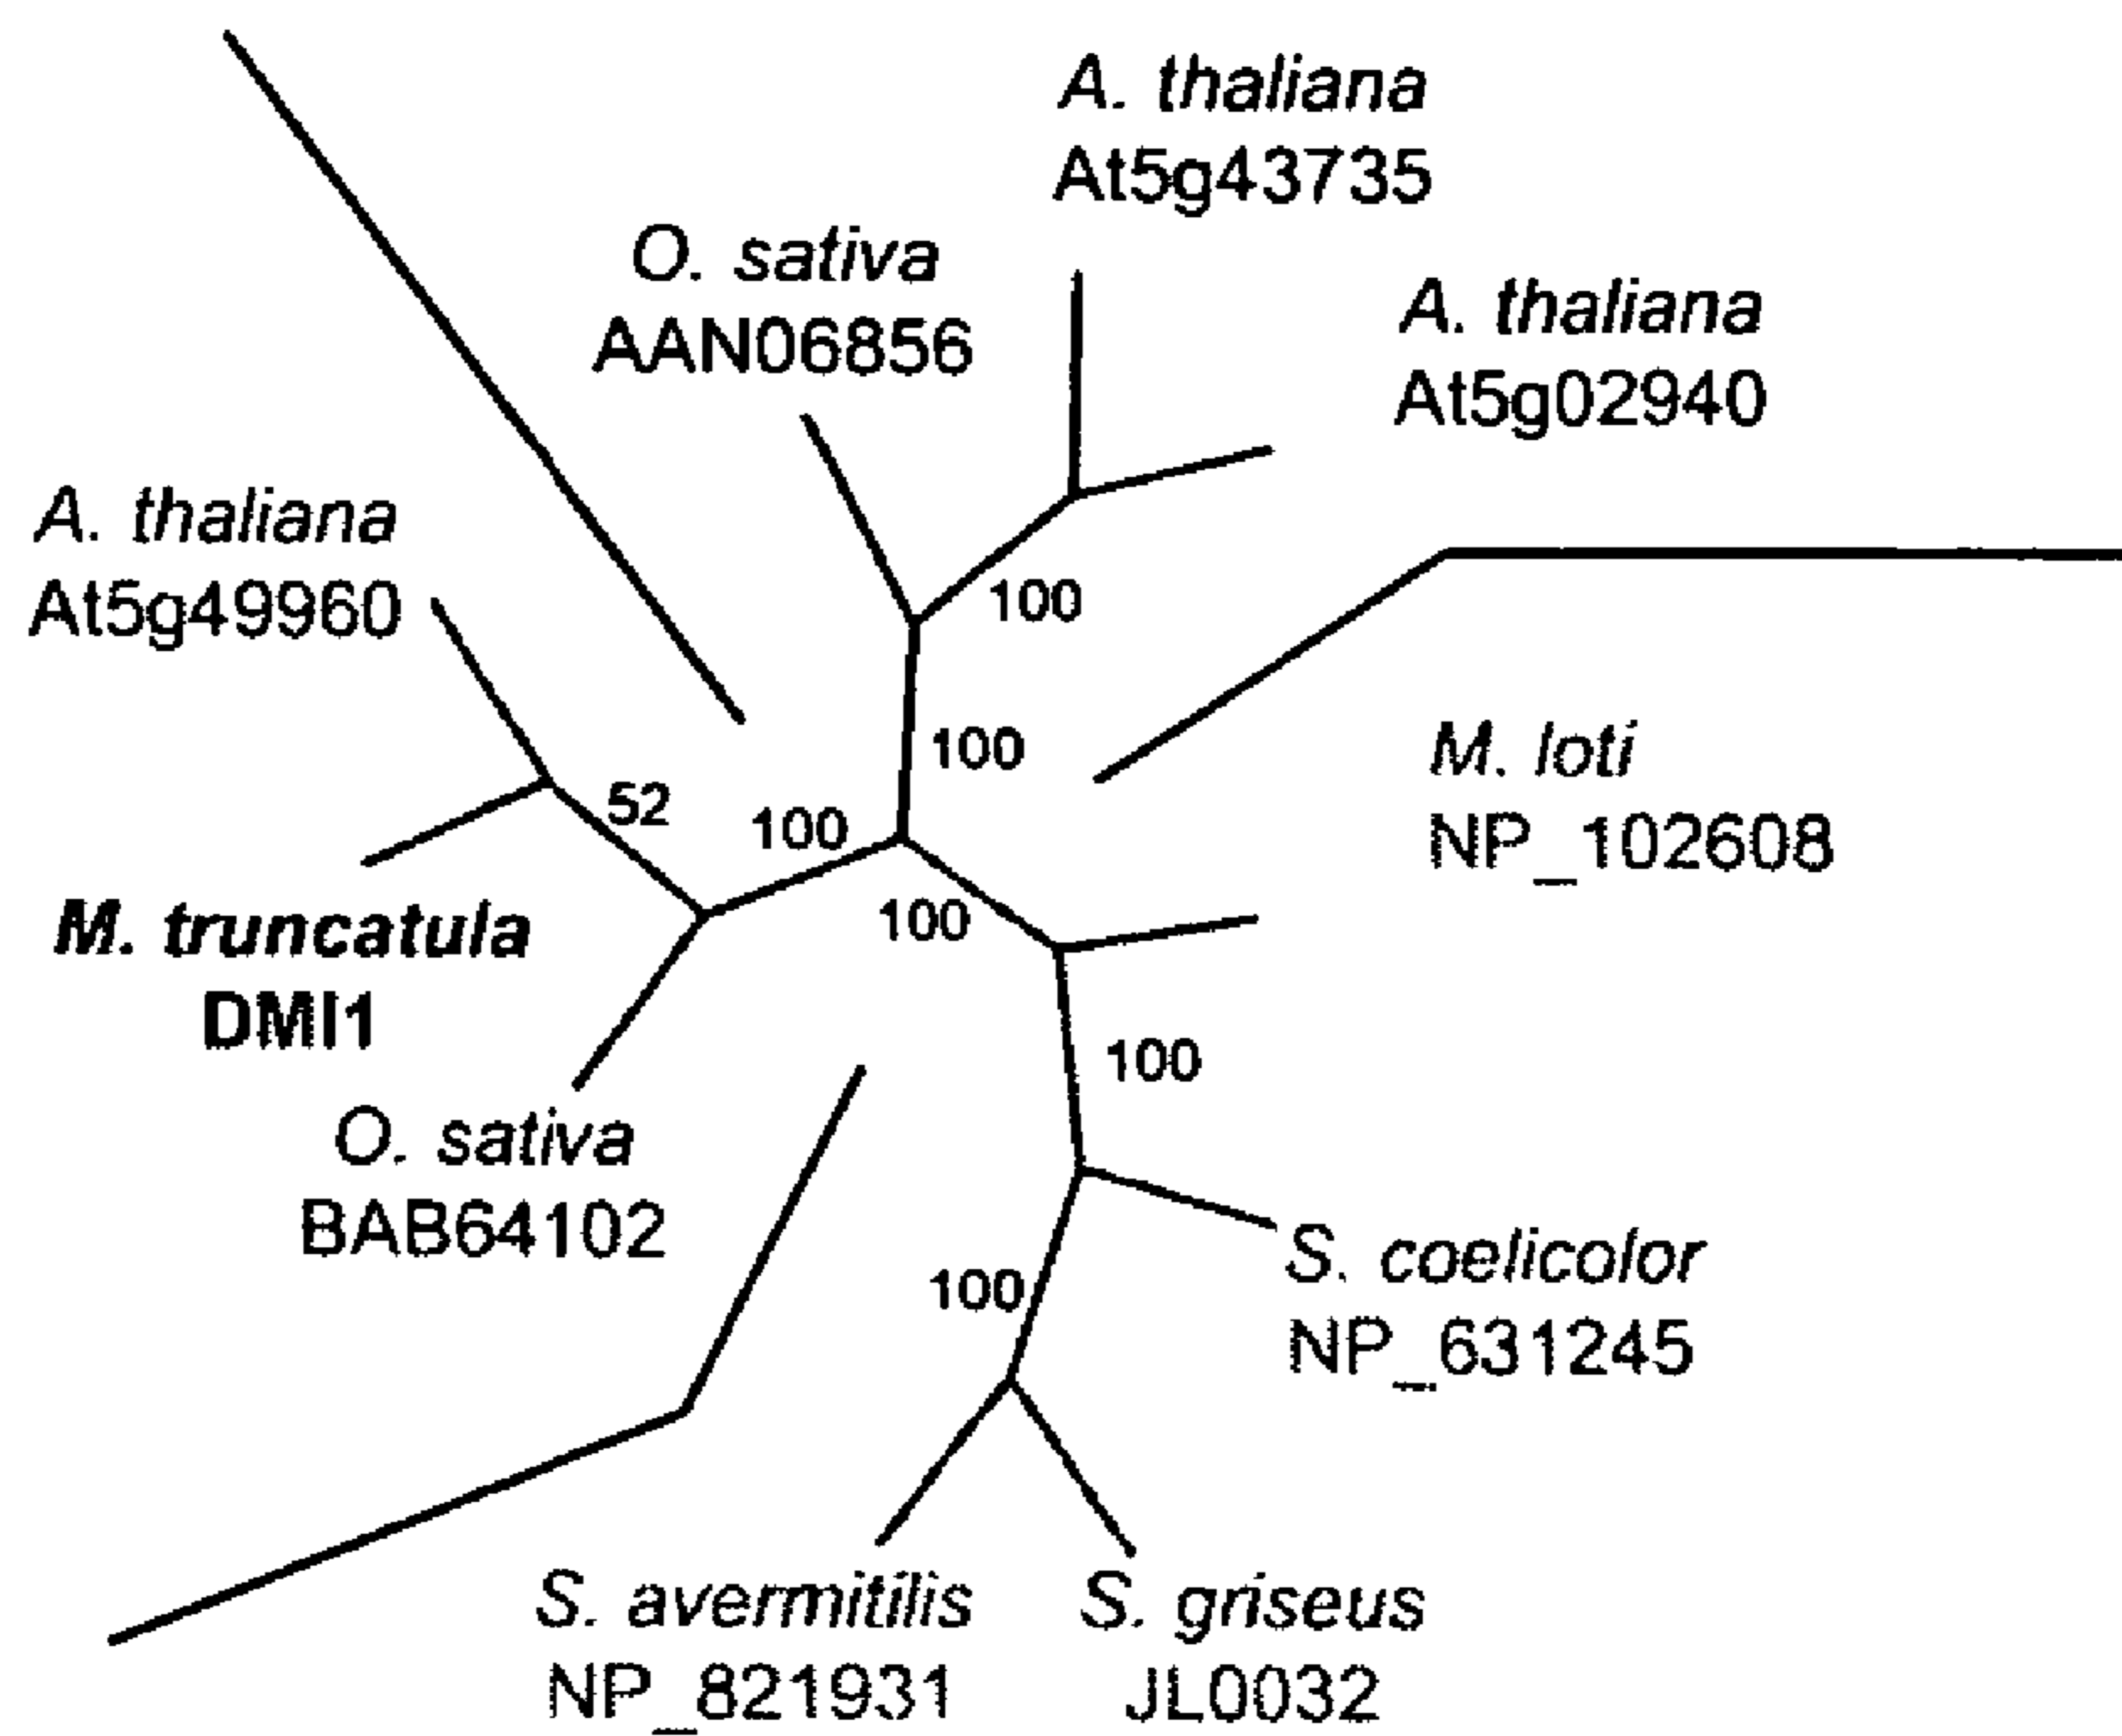 A. thaliana
At5g43735
O. sativa
AAN06856
A. thaliana
At5g02940
A. thaliana
At5g49960
100
100
M. loti
NP_102608
52
100
100
M. truncatula
DMI1
100
O. sativa
BAB64102
S. coelicolor
NP_631245
100
S. avermitilis
NP_821931
S. griseus
JL0032